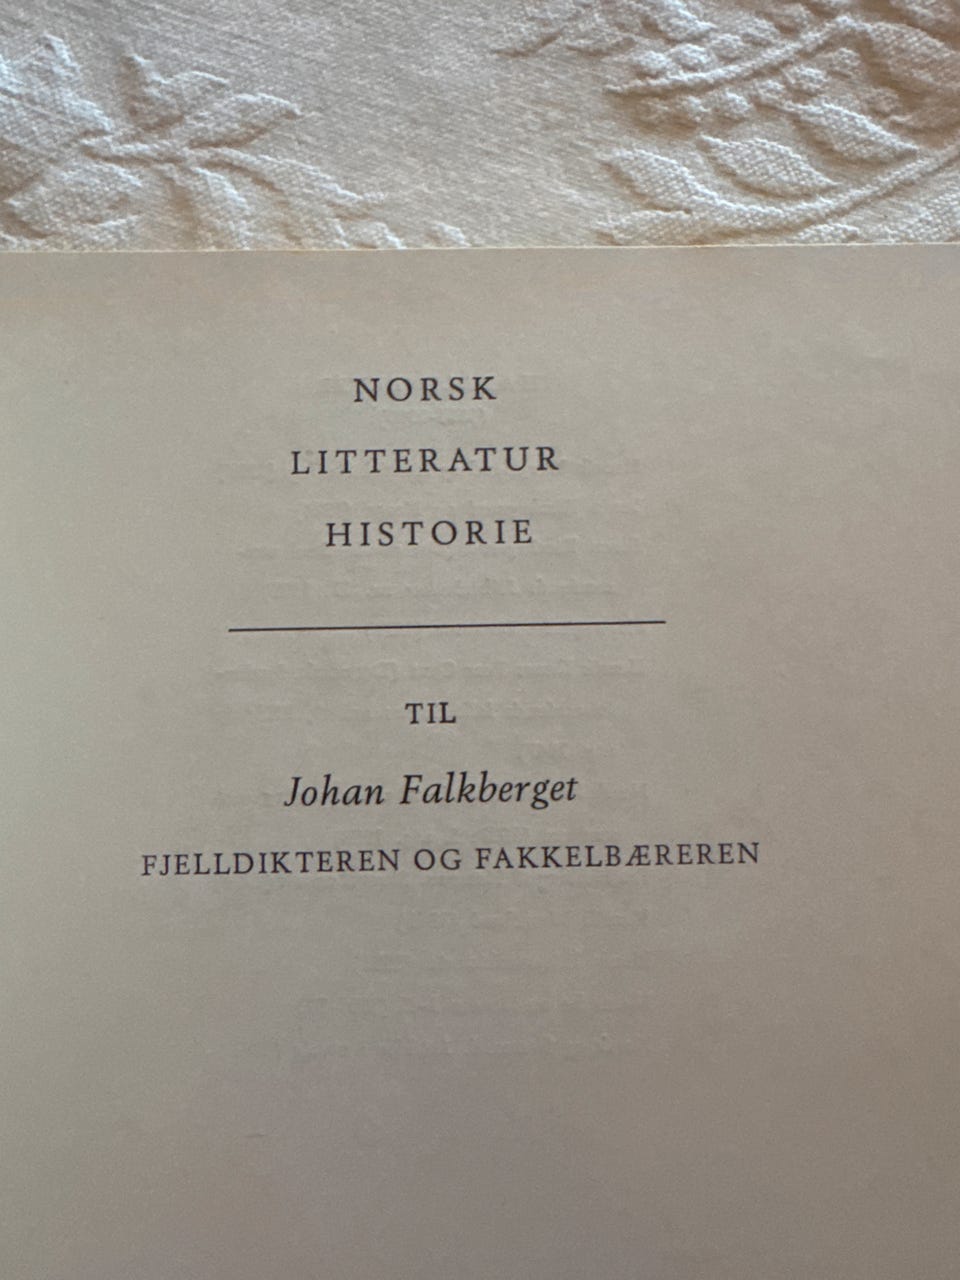 NORSK
LITTERATUR
HISTORIE
TIL
Johan Falkberget
FJELLDIKTEREN OG FAKKELBÆREREN